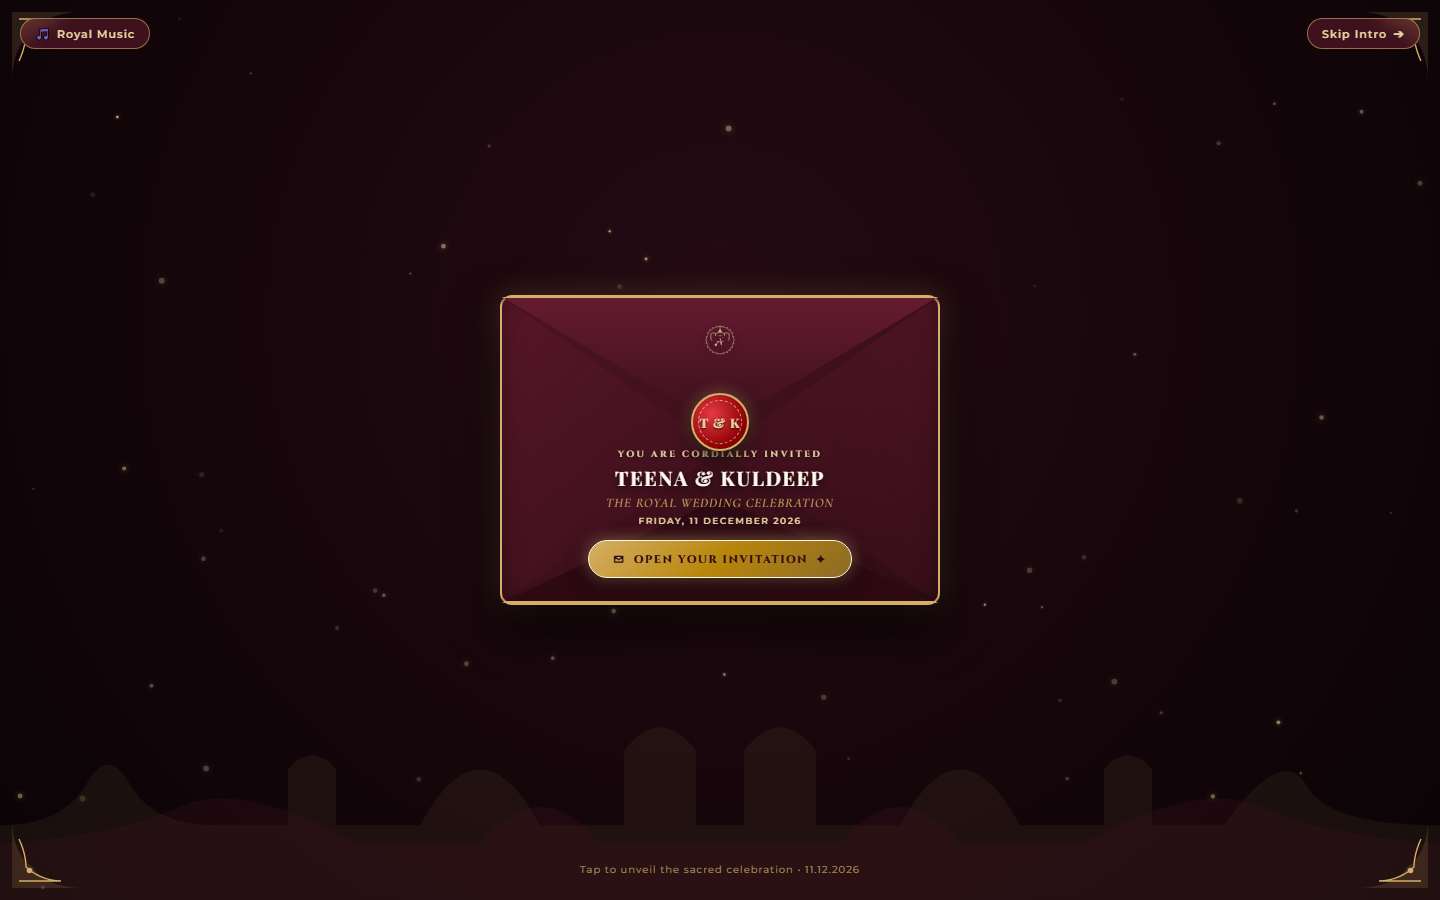 Royal Music
Skip Intro ➔
T & K
YOU ARE CORDIALLY INVITED
TEENA & KULDEEP
THE ROYAL WEDDING CELEBRATION
FRIDAY, 11 DECEMBER 2026
OPEN YOUR INVITATION ✦
Tap to unveil the sacred celebration • 11.12.2026